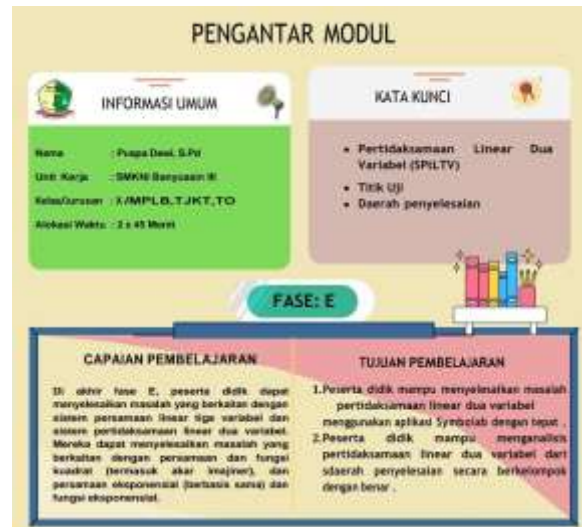 PENGANTAR MODUL
INFORMASI UMUM
Nama : Puspa Dewi, S.Pd
Unit Kerja : SMKN Banyuasin III
Kelas/Jurusan : X /MPLB,TJKT,TO
Alokasi Waktu : 2 x 45 Menit
KATA KUNCI
• Pertidaksamaan Linear Dua
Variabel (SPtLTV)
• Titik Uji
• Daerah penyelesaian
FASE: E
CAPAIAN PEMBELAJARAN
Di akhir fase E, peserta didik dapat
menyelesaikan masalah yang berkaitan dengan
sistem persamaan linear tiga variabel dan
sistem pertidaksamaan linear dua variabel.
Mereka dapat menyelesaikan masalah yang
berkaitan dengan persamaan dan fungsi
kuadrat (termasuk akar imajiner), dan
persamaan eksponensial (berbasis sama) dan
fungsi eksponensial.
TUJUAN PEMBELAJARAN
1.Peserta didik mampu menyelesaikan masalah
pertidaksamaan linear dua variabel
menggunakan aplikasi Symbolab dengan tepat .
2.Peserta didik mampu menganalisis
pertidaksamaan linear dua variabel dari
sdaerah penyelesaian secara berkelompok
dengan benar .